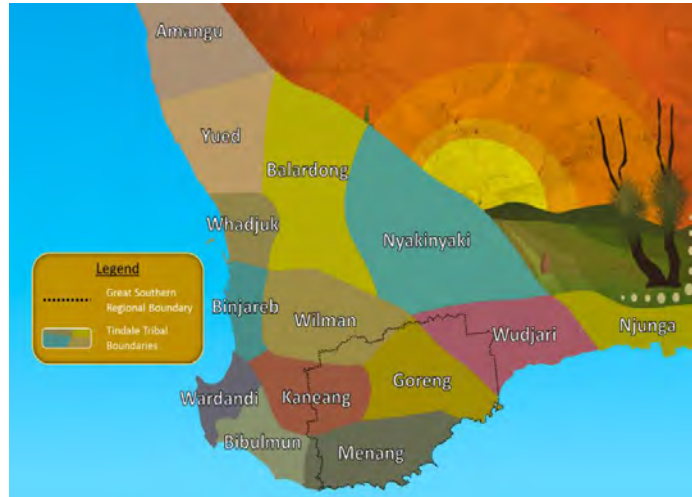 Amangu
Yued
Balardong
Whadjuk
Nyakinyaki
Legend
Great Southern
Regional Boundary
Tindale Tribal
Boundaries
Binjareb
Wilman
Wudjari
Njunga
Wardandi
Kaneang
Goreng
Bibulmun
Menang